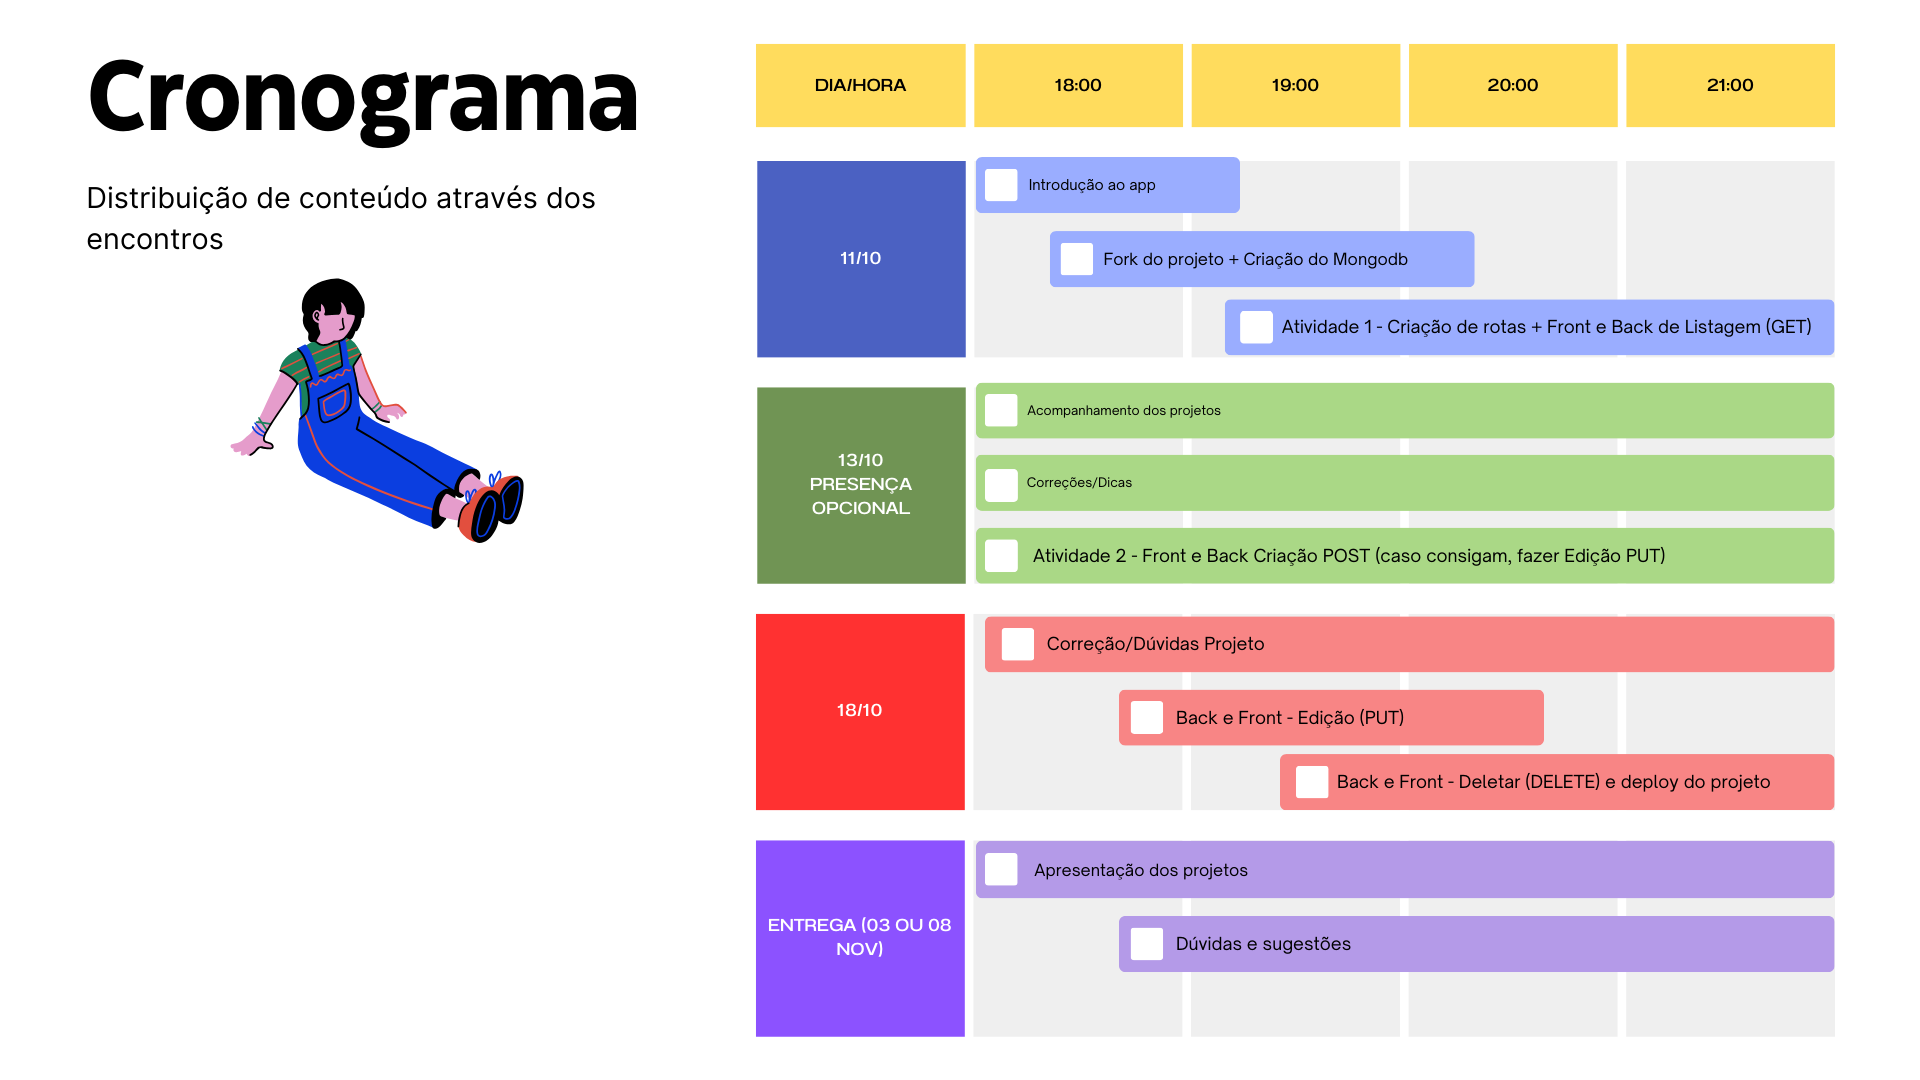 Cronograma
Distribuição de conteúdo através dos
encontros
DIA/HORA
18:00
19:00
20:00
21:00
11/10
Introdução ao app
Fork do projeto + Criação do Mongodb
Atividade 1 - Criação de rotas + Front e Back de Listagem (GET)
13/10
PRESENÇA
OPCIONAL
Acompanhamento dos projetos
Correções/Dicas
Atividade 2 - Front e Back Criação POST (caso consigam, fazer Edição PUT)
18/10
Correção/Dúvidas Projeto
Back e Front - Edição (PUT)
Back e Front - Deletar (DELETE) e deploy do projeto
ENTREGA (03 OU 08
NOV)
Apresentação dos projetos
Dúvidas e sugestões